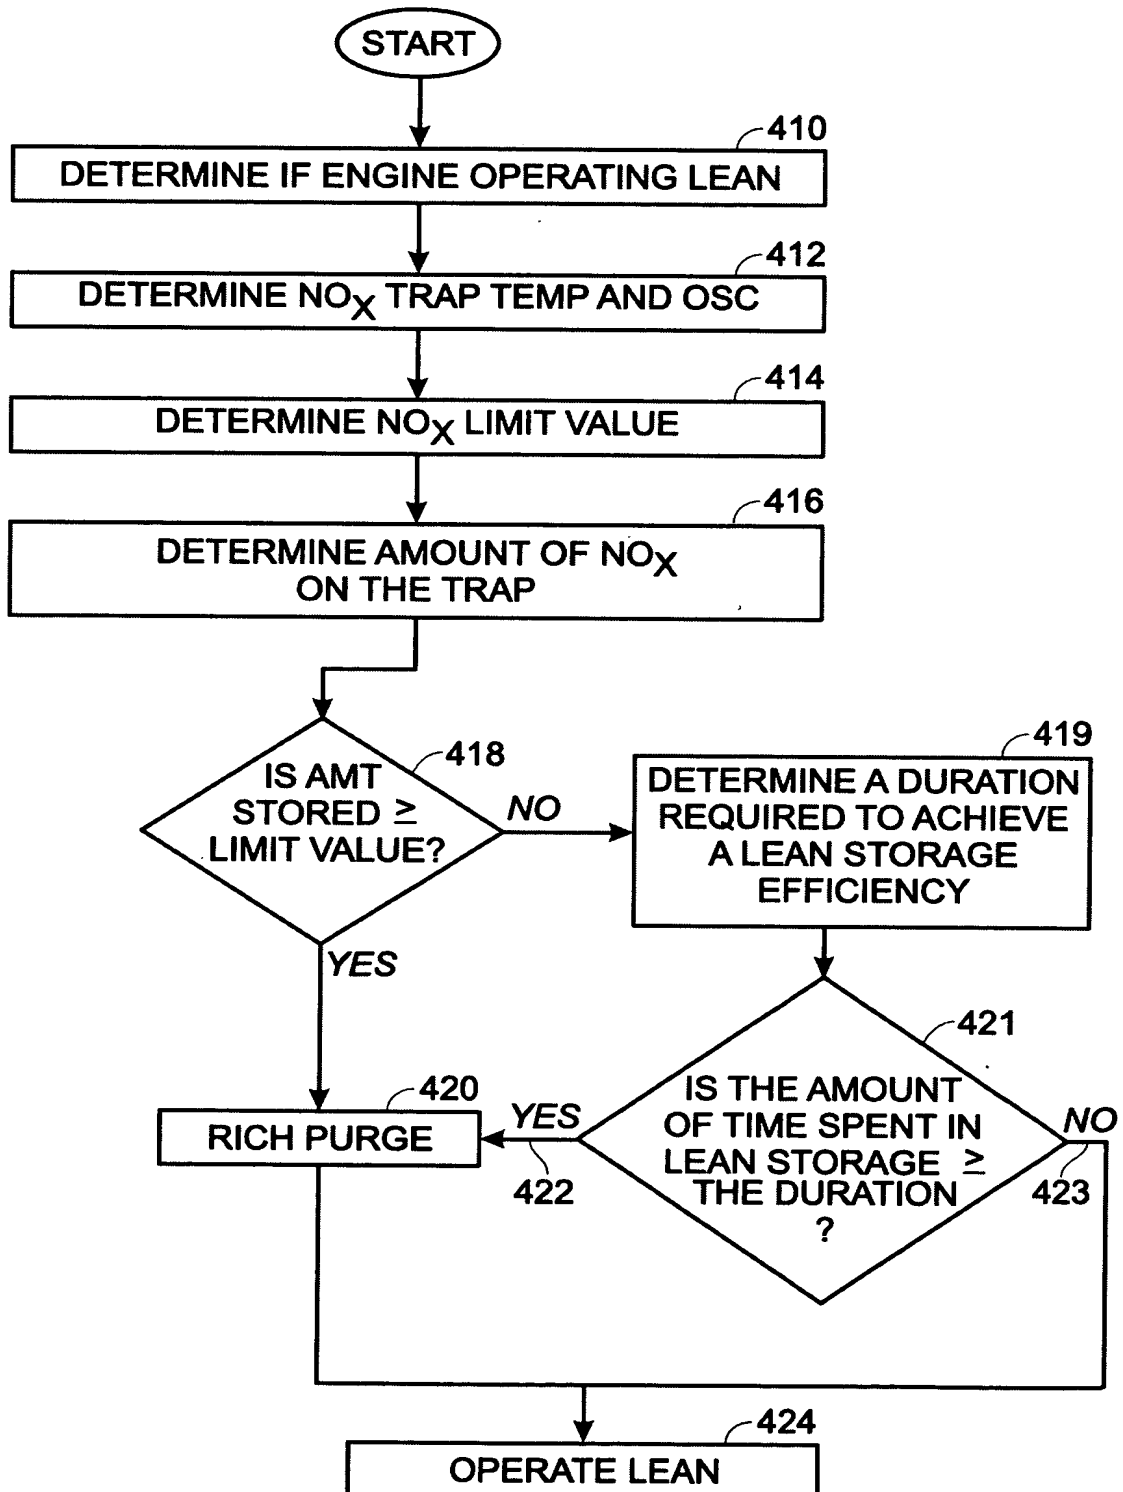 START
410
DETERMINE IF ENGINE OPERATING LEAN
412
DETERMINE NOX TRAP TEMP AND OSC
414
DETERMINE NOX LIMIT VALUE
416
DETERMINE AMOUNT OF NOX
ON THE TRAP
418
IS AMT
STORED ≥
LIMIT VALUE?
NO
YES
419
DETERMINE A DURATION
REQUIRED TO ACHIEVE
A LEAN STORAGE
EFFICIENCY
421
IS THE AMOUNT
OF TIME SPENT IN
LEAN STORAGE ≥
THE DURATION
?
YES
422
NO
423
420
RICH PURGE
424
OPERATE LEAN